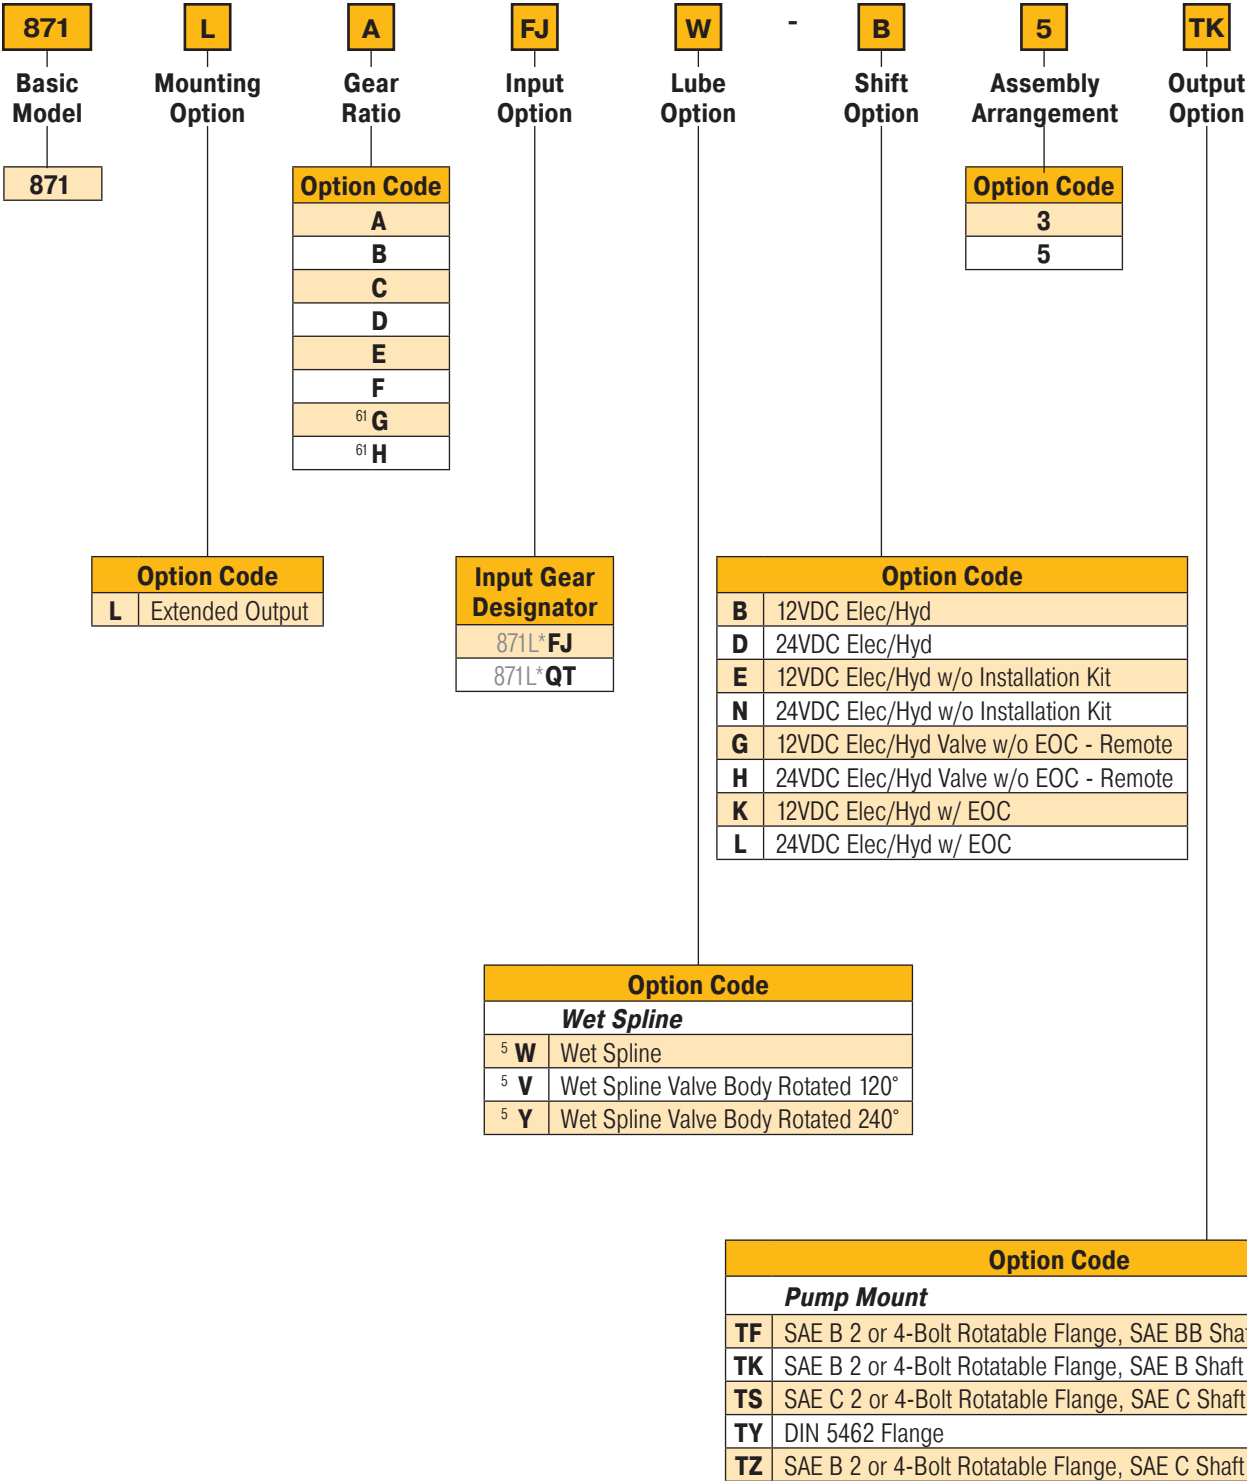 871 L A FJ W - B 5 TK
Basic Model
Mounting Option
Gear Ratio
Input Option
Lube Option
Shift Option
Assembly Arrangement
Output Option
871
Option Code
A
B
C
D
E
F
61 G
61 H
Option Code
3
5
Option Code
L Extended Output
Input Gear
Designator
871L*FJ
871L*QT
Option Code
B 12VDC Elec/Hyd
D 24VDC Elec/Hyd
E 12VDC Elec/Hyd w/o Installation Kit
N 24VDC Elec/Hyd w/o Installation Kit
G 12VDC Elec/Hyd Valve w/o EOC - Remote
H 24VDC Elec/Hyd Valve w/o EOC - Remote
K 12VDC Elec/Hyd w/ EOC
L 24VDC Elec/Hyd w/ EOC
Option Code
Wet Spline
5 W Wet Spline
5 V Wet Spline Valve Body Rotated 120°
5 Y Wet Spline Valve Body Rotated 240°
Option Code
Pump Mount
TF SAE B 2 or 4-Bolt Rotatable Flange, SAE BB
TK SAE B 2 or 4-Bolt Rotatable Flange, SAE B Shaft
TS SAE C 2 or 4-Bolt Rotatable Flange, SAE C Shaft
TY DIN 5462 Flange
TZ SAE B 2 or 4-Bolt Rotatable Flange, SAE C Shaft